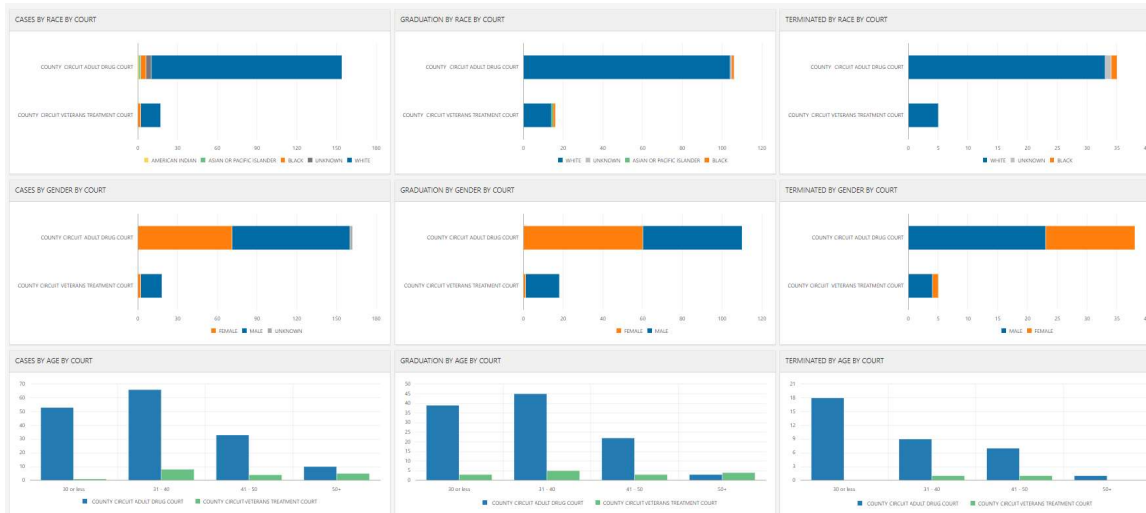 CASES BY RACE BY COURT
COUNTY CIRCUIT ADULT DRUG COURT
COUNTY CIRCUIT VETERANS TREATMENT COURT
0 30 60 90 120 150 180
AMERICAN INDIAN ASIAN OR PACIFIC ISLANDER BLACK UNKNOWN WHITE
GRADUATION BY RACE BY COURT
COUNTY CIRCUIT ADULT DRUG COURT
COUNTY CIRCUIT VETERANS TREATMENT COURT
0 20 40 60 80 100 120
WHITE UNKNOWN ASIAN OR PACIFIC ISLANDER BLACK
TERMINATED BY RACE BY COURT
COUNTY CIRCUIT ADULT DRUG COURT
COUNTY CIRCUIT VETERANS TREATMENT COURT
0 5 10 15 20 25 30 35
WHITE UNKNOWN BLACK
CASES BY GENDER BY COURT
COUNTY CIRCUIT ADULT DRUG COURT
COUNTY CIRCUIT VETERANS TREATMENT COURT
0 30 60 90 120 150 180
FEMALE MALE UNKNOWN
GRADUATION BY GENDER BY COURT
COUNTY CIRCUIT ADULT DRUG COURT
COUNTY CIRCUIT VETERANS TREATMENT COURT
0 20 40 60 80 100 120
FEMALE MALE
TERMINATED BY GENDER BY COURT
COUNTY CIRCUIT ADULT DRUG COURT
COUNTY CIRCUIT VETERANS TREATMENT COURT
0 5 10 15 20 25 30 35
MALE FEMALE
CASES BY AGE BY COURT
70
60
50
40
30
20
10
0
30 or less 31 - 40 41 - 50 50+
COUNTY CIRCUIT ADULT DRUG COURT COUNTY CIRCUIT VETERANS TREATMENT COURT
GRADUATION BY AGE BY COURT
50
45
40
35
30
25
20
15
10
5
0
30 or less 31 - 40 41 - 50 50+
COUNTY CIRCUIT ADULT DRUG COURT COUNTY CIRCUIT VETERANS TREATMENT COURT
TERMINATED BY AGE BY COURT
21
18
15
12
9
6
3
0
30 or less 31 - 40 41 - 50 50+
COUNTY CIRCUIT ADULT DRUG COURT COUNTY CIRCUIT VETERANS TREATMENT COURT